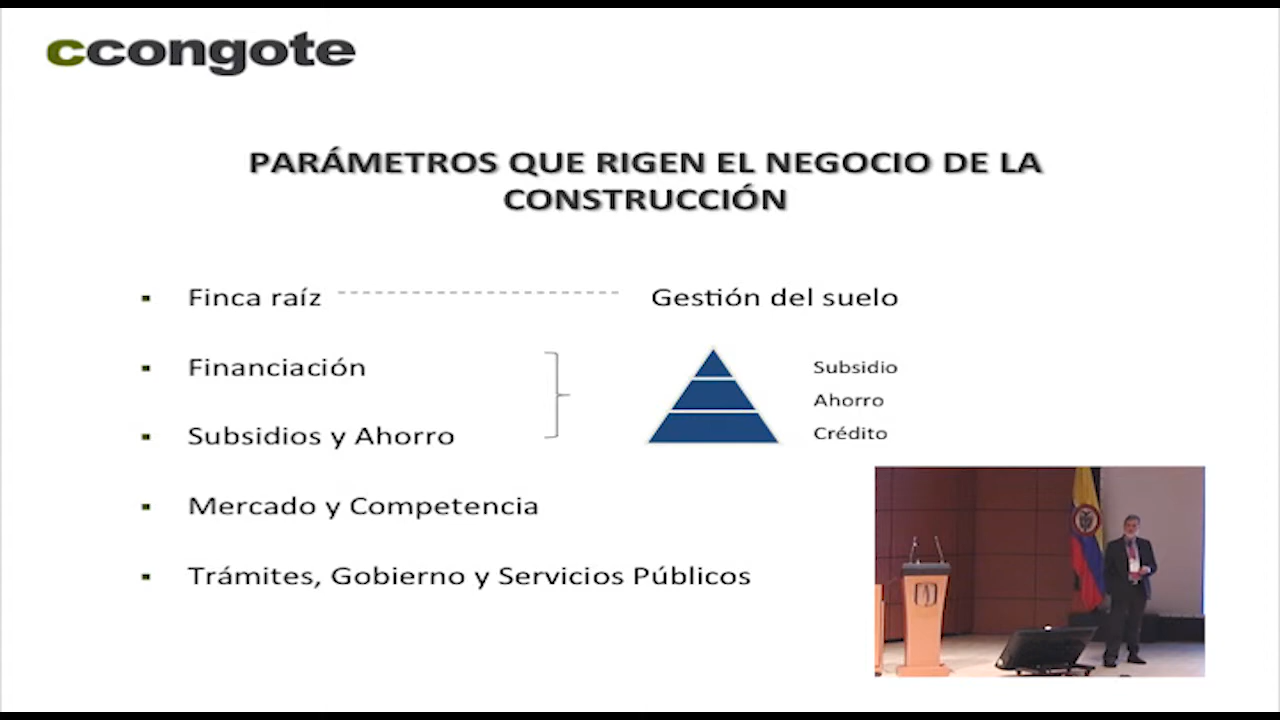 ccongote
PARÁMETROS QUE RIGEN EL NEGOCIO DE LA
CONSTRUCCIÓN
▪ Finca raíz ---------------------------- Gestión del suelo
▪ Financiación
Subsidio
Ahorro
Crédito
▪ Subsidios y Ahorro
▪ Mercado y Competencia
▪ Trámites, Gobierno y Servicios Públicos